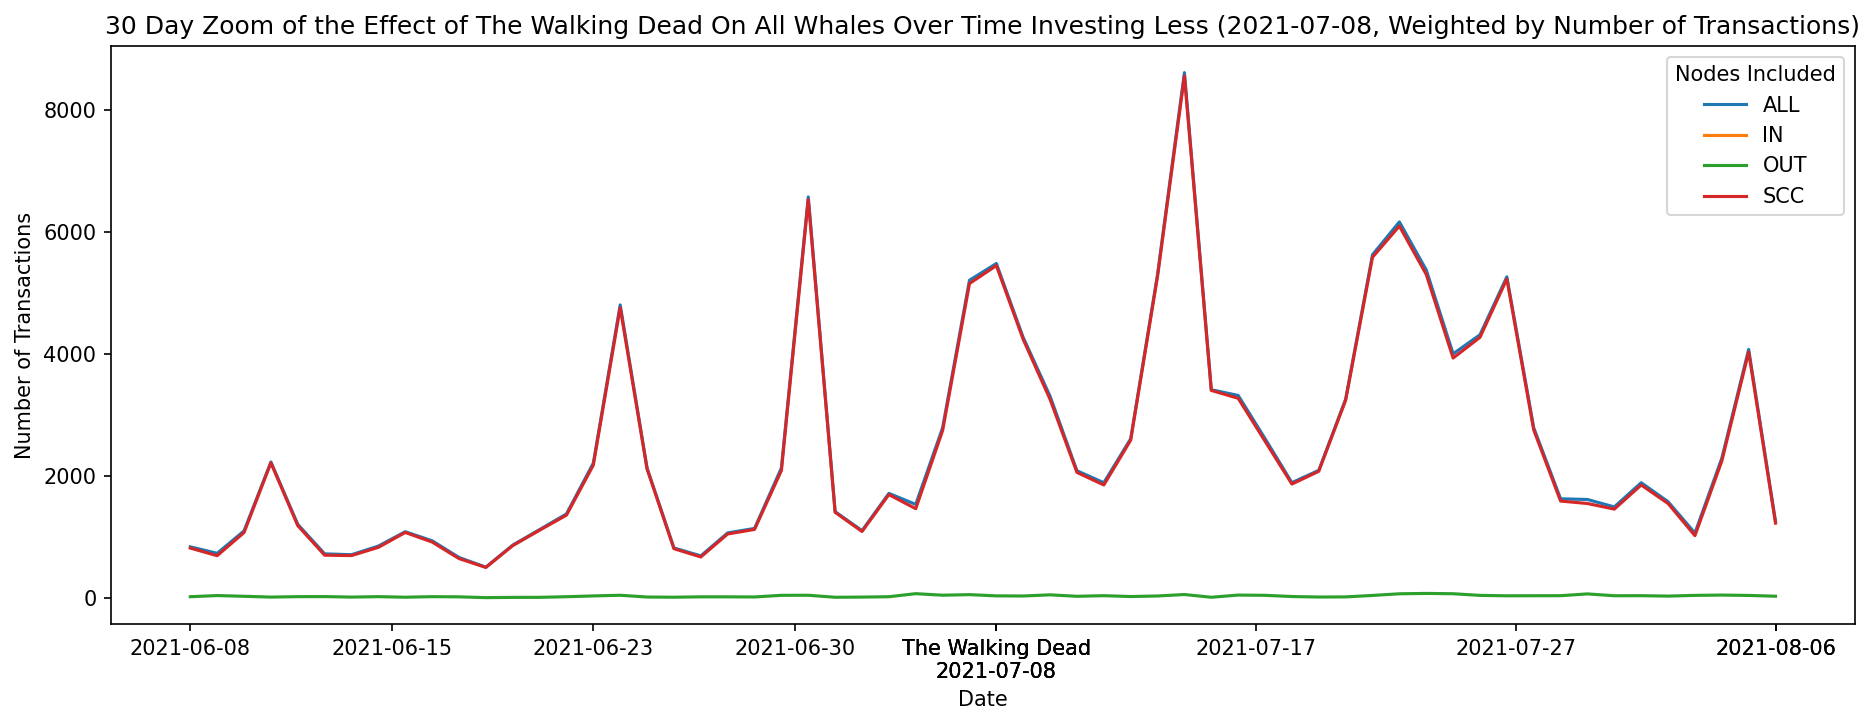 30 Day Zoom of the Effect of The Walking Dead On All Whales Over Time Investing Less (2021-07-08, Weighted by Number of Transactions)
Number of Transactions
8000
6000
4000
2000
0
Nodes Included
ALL
IN
OUT
SCC
2021-06-08
2021-06-15
2021-06-23
2021-06-30
The Walking Dead
2021-07-08
2021-07-17
2021-07-27
2021-08-06
Date